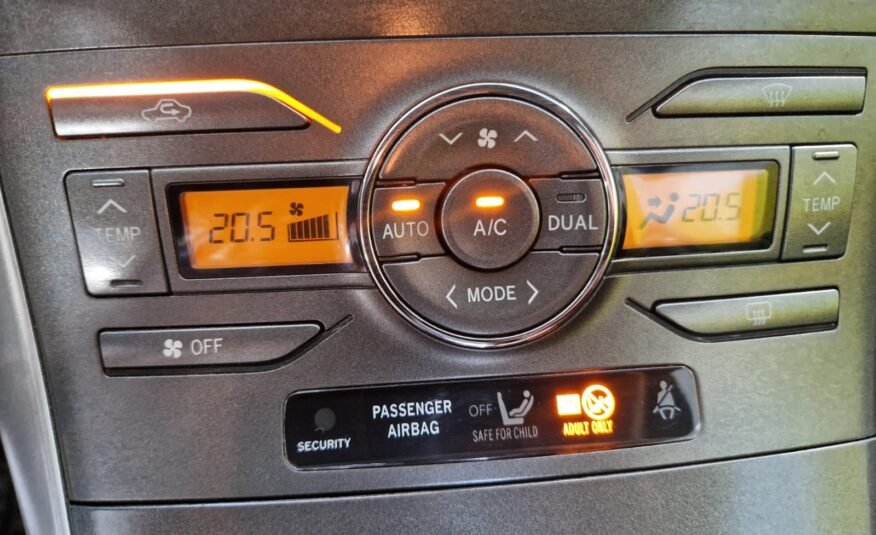 TEMP
20.5
AUTO
A/C
DUAL
20.5
TEMP
< MODE >
OFF
SECURITY
PASSENGER
AIRBAG
OFF
SAFE FOR CHILD
ADULT ONLY